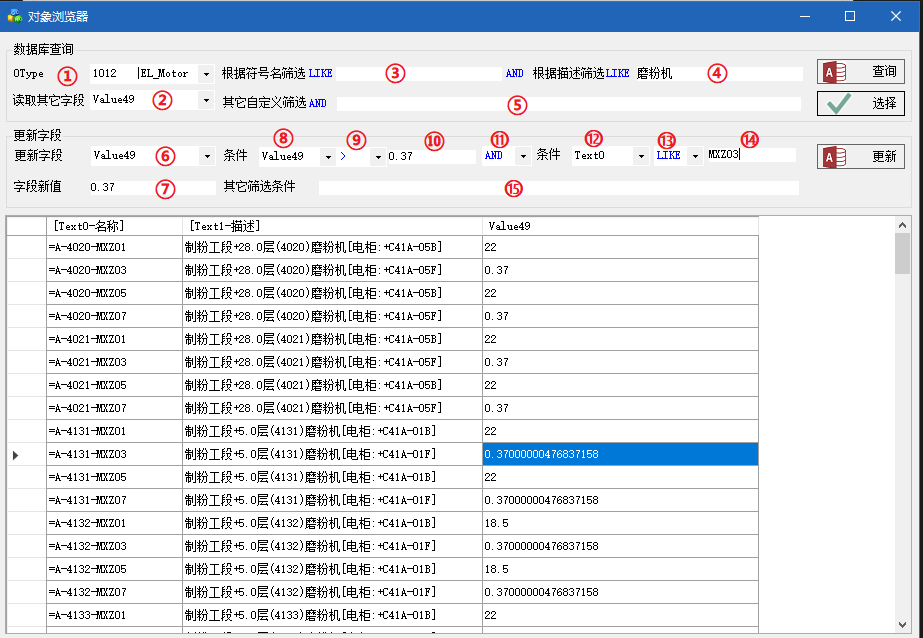 对象浏览器
数据库查询
OType ① 1012 |EL_Motor 根据符号名筛选 LIKE ③ AND 根据描述筛选LIKE 磨粉机 ④ 查询
读取其它字段 Value49 ② 其它自定义筛选 AND ⑤ 选择
更新字段
更新字段 Value49 ⑥ 条件 Value49 ⑧ > ⑨ 0.37 ⑩ AND ⑪ 条件 Text0 ⑫ LIKE ⑬ MXZ03 ⑭ 更新
字段新值 0.37 ⑦ 其它筛选条件 ⑮
[Text0-名称] [Text1-描述] Value49
=A-4020-MXZ01 制粉工段+28.0层(4020)磨粉机[电柜:+C41A-05B] 22
=A-4020-MXZ03 制粉工段+28.0层(4020)磨粉机[电柜:+C41A-05F] 0.37
=A-4020-MXZ05 制粉工段+28.0层(4020)磨粉机[电柜:+C41A-05B] 22
=A-4020-MXZ07 制粉工段+28.0层(4020)磨粉机[电柜:+C41A-05F] 0.37
=A-4021-MXZ01 制粉工段+28.0层(4021)磨粉机[电柜:+C41A-05B] 22
=A-4021-MXZ03 制粉工段+28.0层(4021)磨粉机[电柜:+C41A-05F] 0.37
=A-4021-MXZ05 制粉工段+28.0层(4021)磨粉机[电柜:+C41A-05B] 22
=A-4021-MXZ07 制粉工段+28.0层(4021)磨粉机[电柜:+C41A-05F] 0.37
=A-4131-MXZ01 制粉工段+5.0层(4131)磨粉机[电柜:+C41A-01B] 22
=A-4131-MXZ03 制粉工段+5.0层(4131)磨粉机[电柜:+C41A-01F] 0.37000000476837158
=A-4131-MXZ05 制粉工段+5.0层(4131)磨粉机[电柜:+C41A-01B] 22
=A-4131-MXZ07 制粉工段+5.0层(4131)磨粉机[电柜:+C41A-01F] 0.37000000476837158
=A-4132-MXZ01 制粉工段+5.0层(4132)磨粉机[电柜:+C41A-01B] 18.5
=A-4132-MXZ03 制粉工段+5.0层(4132)磨粉机[电柜:+C41A-01F] 0.37000000476837158
=A-4132-MXZ05 制粉工段+5.0层(4132)磨粉机[电柜:+C41A-01B] 18.5
=A-4132-MXZ07 制粉工段+5.0层(4132)磨粉机[电柜:+C41A-01F] 0.37000000476837158
=A-4133-MXZ01 制粉工段+5.0层(4133)磨粉机[电柜:+C41A-01B] 22